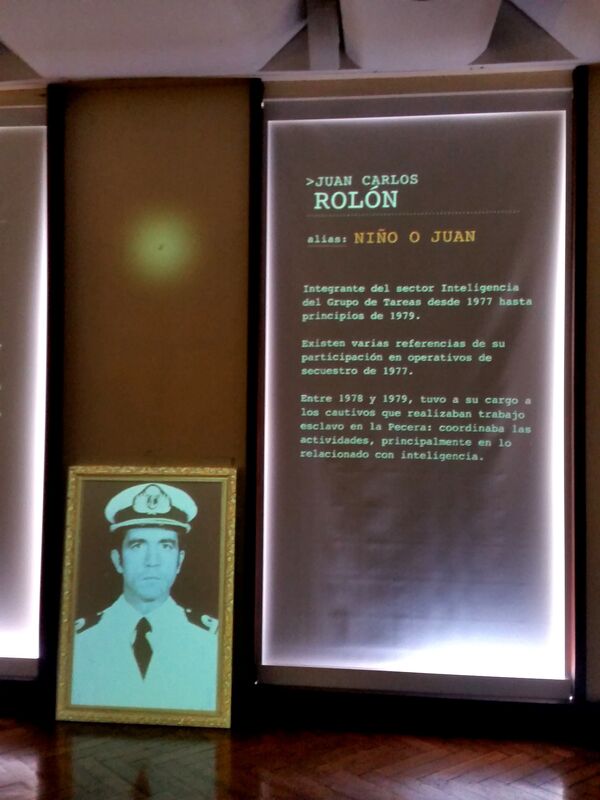 >JUAN CARLOS
ROLÓN
alias: NIÑO O JUAN
Integrante del sector Inteligencia
del Grupo de Tareas desde 1977 hasta
principios de 1979.
Existen varias referencias de su
participación en operativos de
secuestro de 1977.
Entre 1978 y 1979, tuvo a su cargo a
los cautivos que realizaban trabajo
esclavo en la Pecera: coordinaba las
actividades, principalmente en lo
relacionado con inteligencia.